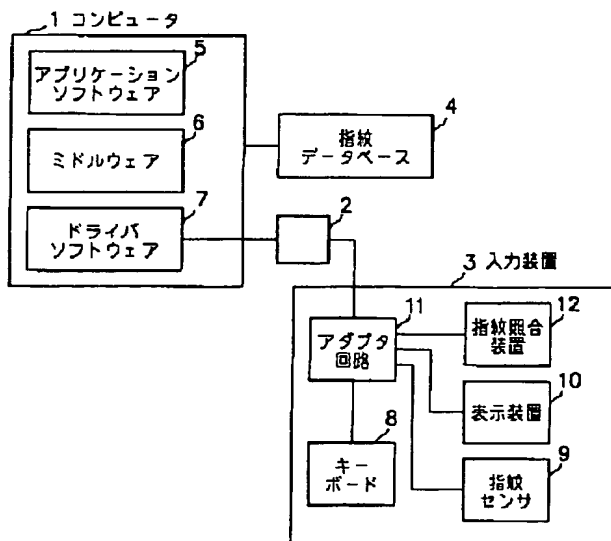 1 コンピュータ
5
アプリケーション
ソフトウェア
6
ミドルウェア
7
ドライバ
ソフトウェア
4
指紋
データベース
2
3 入力装置
11
アダプタ
回路
12
指紋照合
装置
10
表示装置
8
キー
ボード
9
指紋
センサ